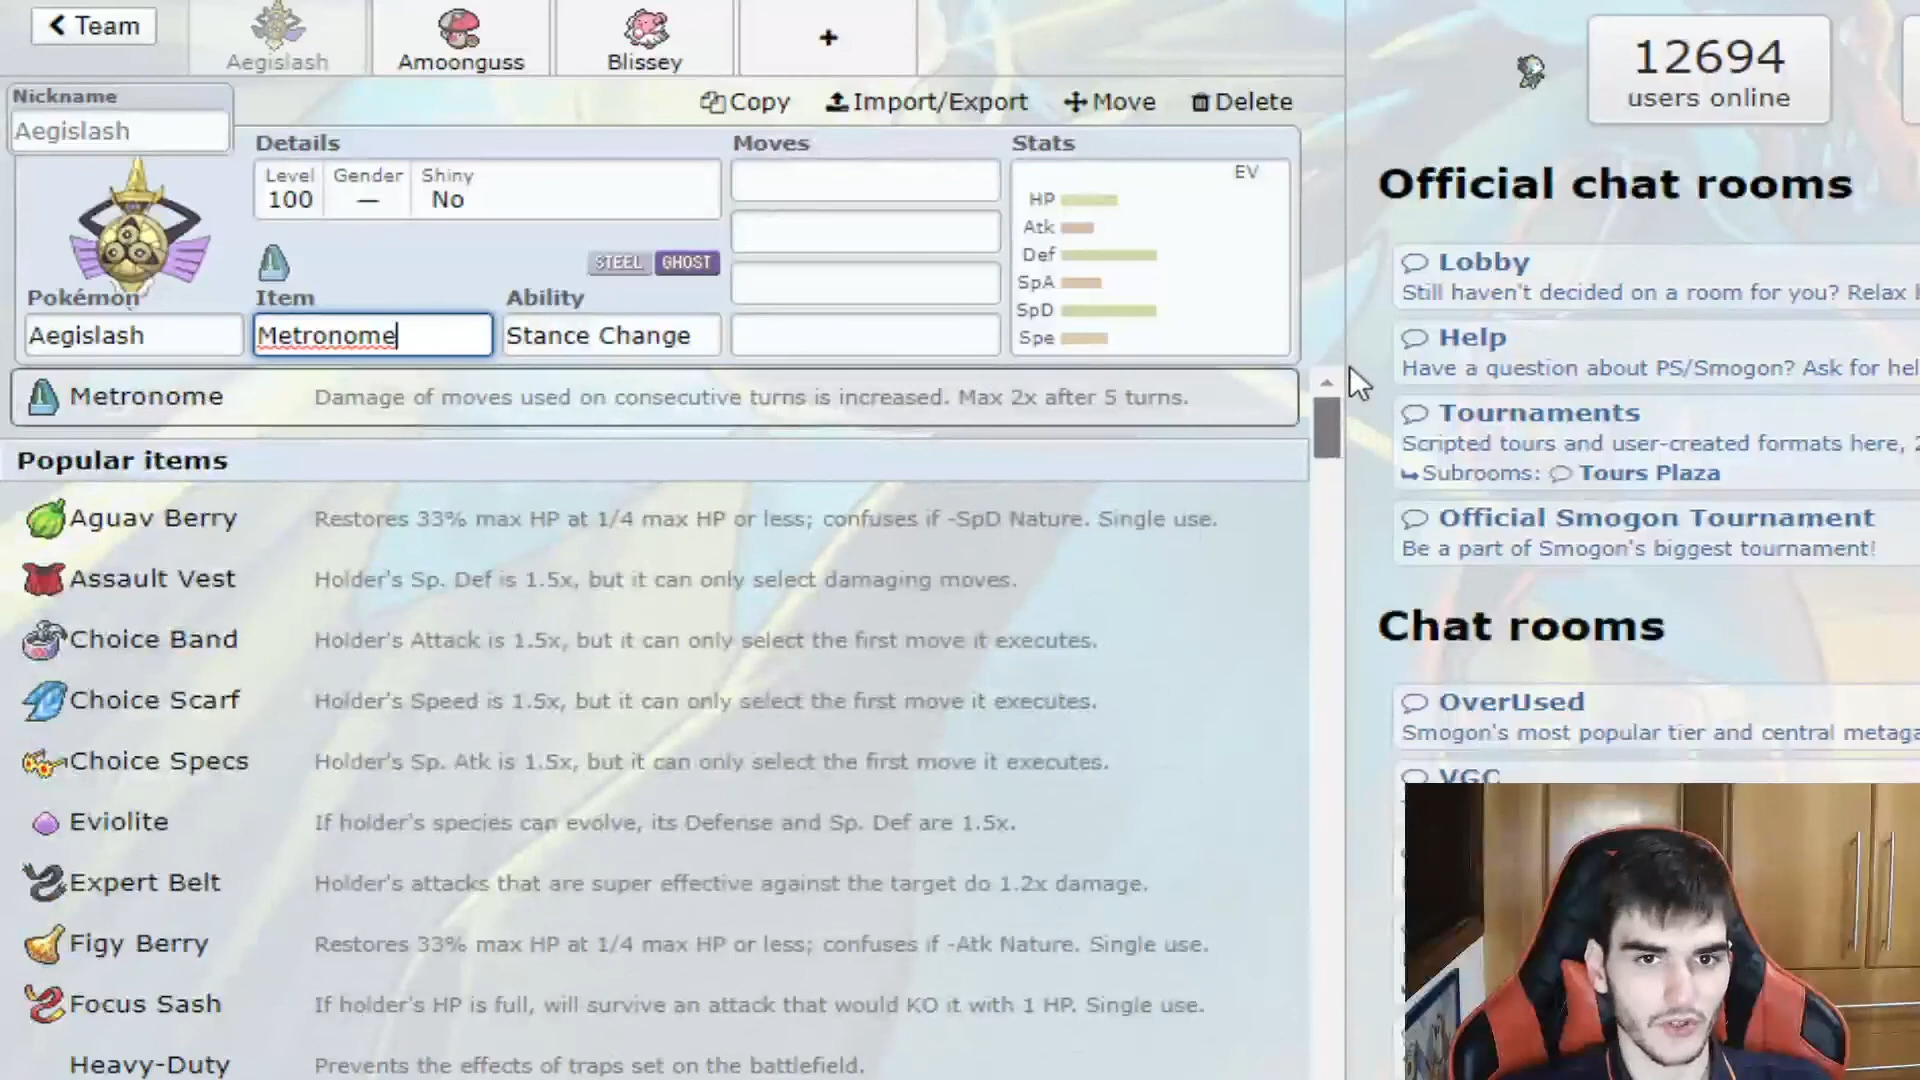 Team
Aegislash
Amoonguss
Blissey
+
Nickname
Aegislash
Copy
Import/Export
Move
Delete
Details
Moves
Stats
Level
Gender
Shiny
100
—
No
EV
HP
Atk
Def
SpA
SpD
Spe
STEEL GHOST
Pokémon
Item
Ability
Aegislash
Metronome
Stance Change
Metronome Damage of moves used on consecutive turns is increased. Max 2x after 5 turns.
Popular items
Aguav Berry Restores 33% max HP at 1/4 max HP or less; confuses if -SpD Nature. Single use.
Assault Vest Holder's Sp. Def is 1.5x, but it can only select damaging moves.
Choice Band Holder's Attack is 1.5x, but it can only select the first move it executes.
Choice Scarf Holder's Speed is 1.5x, but it can only select the first move it executes.
Choice Specs Holder's Sp. Atk is 1.5x, but it can only select the first move it executes.
Eviolite If holder's species can evolve, its Defense and Sp. Def are 1.5x.
Expert Belt Holder's attacks that are super effective against the target do 1.2x damage.
Figy Berry Restores 33% max HP at 1/4 max HP or less; confuses if -Atk Nature. Single use.
Focus Sash If holder's HP is full, will survive an attack that would KO it with 1 HP. Single use.
Heavy-Duty Prevents the effects of traps set on the battlefield.
12694
users online
Official chat rooms
Lobby
Still haven't decided on a room for you? Relax
Help
Have a question about PS/Smogon? Ask for hel
Tournaments
Scripted tours and user-created formats here, 2
Subrooms: Tours Plaza
Official Smogon Tournament
Be a part of Smogon's biggest tournament!
Chat rooms
OverUsed
Smogon's most popular tier and central metaga
VGC